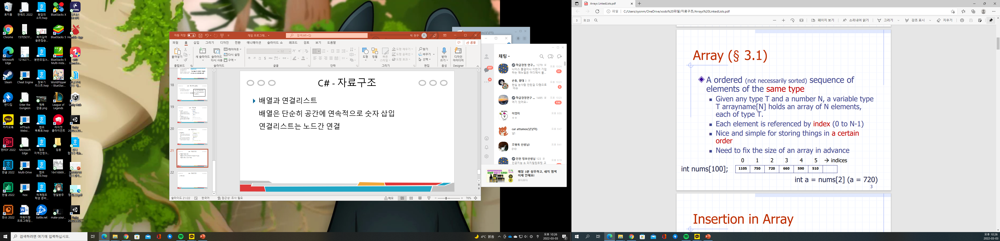 휴지통
한워드 2022
동암의
소리.hwp
BlueStacks X
HTTPS
Chrome
157E5E1F...
목이길어
슬픈짐승...
BlueStacks 5
Humble App
Microsoft
Edge
1216271...
분반모임.h...
BlueStacks 5
Multi-Insta...
Steam
Cheat Engine
장보기
리스트.hwp
WorldFlipper
- BlueStac...
반디집
Enter the
Gungeon
제목
없음.png
League of
Legends
Unity Hub
카카오톡
HTTrack
Websi...
캠프
목록표.hwp
라이엇
클라이언트
Unity
한PDF 2022
Microsoft
Edge
캠프
지역선정.h...
임용
한글 2022
Multi-Drive
캠프
회의.hwp
16416869...
한셀 2022
Nox
하계캠프
학생 준비...
명일방주
한쇼 2022
객체지향
프로그래밍...
Battle.net
make-your...
Unity
자동 저장
게임 프로그래...
검색(Alt+Q)
박 현우
파일 홈 삽입 그리기 디자인 전환 애니메이션 슬라이드 쇼 레코드 검토 보기 도움말
공유
붙여넣기
새 슬라이드
슬라이드
다시 사용
레이아웃
다시 설정
구역
도형
정렬
빠른
스타일
도형 채우기
도형 윤곽선
도형 효과
찾기
바꾸기
선택
받아
쓰기
디자인
아이디어
클립보드
슬라이드
글꼴
단락
그리기
편집
음성
Designer
18
19
20
21
22
C# - 자료구조
배열과 연결리스트
배열은 단순히 공간에 연속적으로 숫자 삽입
연결리스트는 노드간 연결
슬라이드 21/22
한국어
접근성: 조사 필요
메모
76%
채팅
597
N
학급경영 연구... 1279
오후 10:24
나이스 출결이나 이런거 기입
하는 매뉴얼은 어디에서 볼...
91
손동, 광대 3
오후 10:23
현실 눈사람 안된걸 다행으로
아슈
9
학급경영연구 ... 1495
오후 10:23
여기 있어요~
196
이영미
오후 9:55
ㅇㅇ
car attumos(냥냥이)
오후 9:47
냠!
조병욱 선생님!
오후 9:41
010
인천 정보선생님 123
오후 9:19
인공지능 & 피지컬컴퓨팅 교
매일 3분 샴푸하고, 새치 염색
이제 안해요!
모다모다
검색하려면 여기에 입력하십시오.
4°C 맑음
오후 10:26
2022-03-03
2
Arrays LinkedLists.pdf
파일
C:/Users/syonm/OneDrive/xodo%20파일/자료구조/Arrays%20LinkedLists.pdf
3 의 23
페이지 보기
소리내어 읽기
그리기
강조 표시
지우기
Array (§ 3.1)
A ordered (not necessarily sorted) sequence of
elements of the same type
Given any type T and a number N, a variable type
T arrayname[N] holds an array of N elements,
each of type T.
Each element is referenced by index (0 to N-1)
Nice and simple for storing things in a certain
order
Need to fix the size of an array in advance
0 1 2 3 4 5 → indices
int nums[100];
1105 750 720 660 590 510
int a = nums[2] (a = 720)
3
Insertion in Array
오후 10:26
2022-03-03